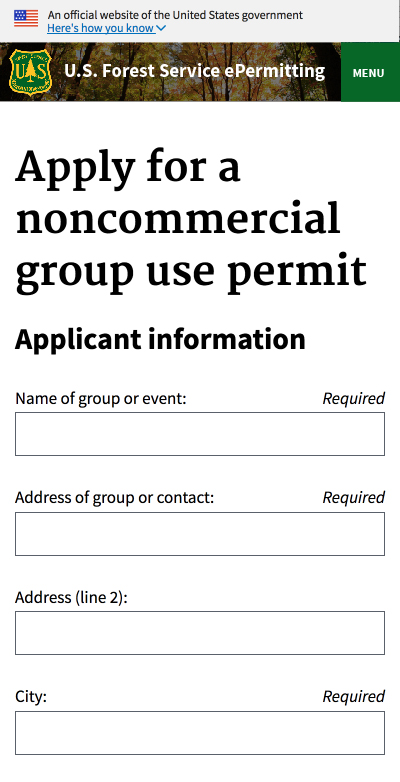 An official website of the United States government
Here's how you know
U.S. Forest Service ePermitting
MENU
Apply for a
noncommercial
group use permit
Applicant information
Name of group or event: Required
Address of group or contact: Required
Address (line 2):
City: Required